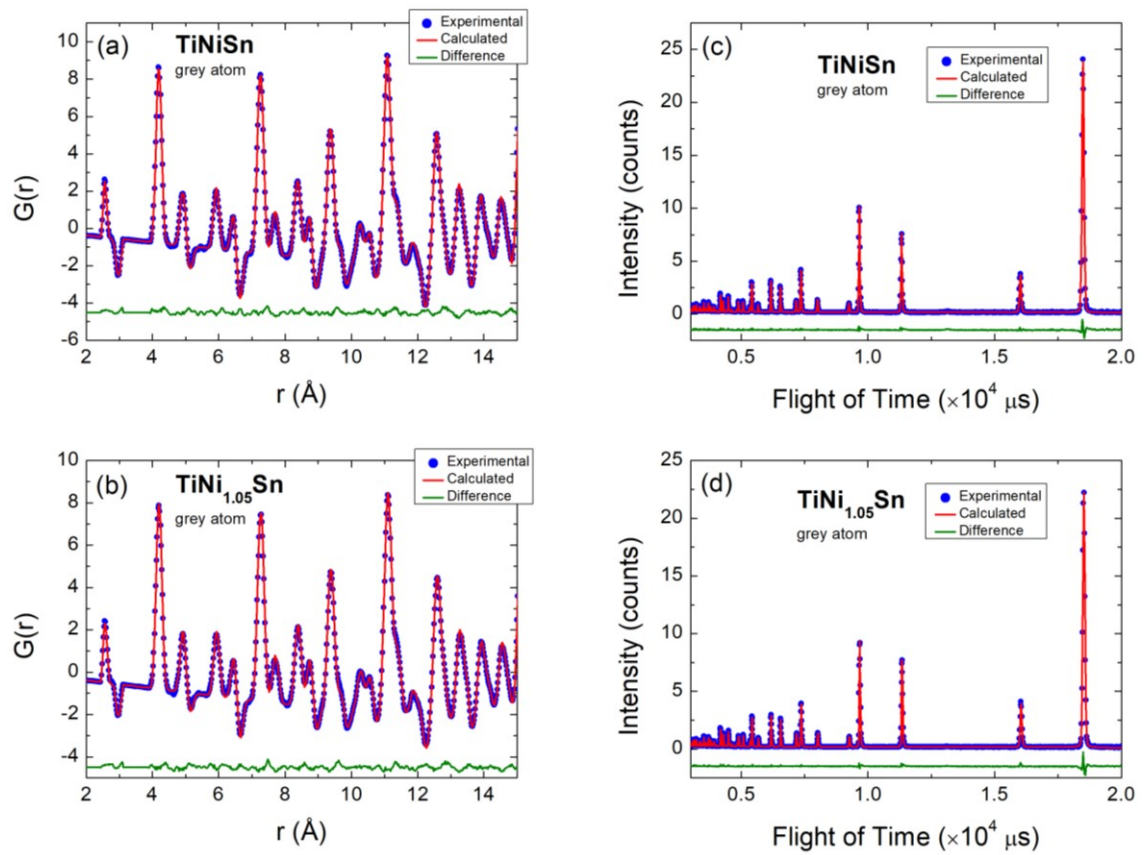 (a)
TiNiSn
grey atom
Experimental
Calculated
Difference
10
8
6
4
2
0
-2
-4
-6
G(r)
2
4
6
8
10
12
14
r (Å)
(c)
TiNiSn
grey atom
Experimental
Calculated
Difference
25
20
15
10
5
0
Intensity (counts)
0.5
1.0
1.5
2.0
Flight of Time (×10⁴ μs)
(b)
TiNi₁.₀₅Sn
grey atom
Experimental
Calculated
Difference
10
8
6
4
2
0
-2
-4
G(r)
2
4
6
8
10
12
14
r (Å)
(d)
TiNi₁.₀₅Sn
grey atom
Experimental
Calculated
Difference
25
20
15
10
5
0
Intensity (counts)
0.5
1.0
1.5
2.0
Flight of Time (×10⁴ μs)